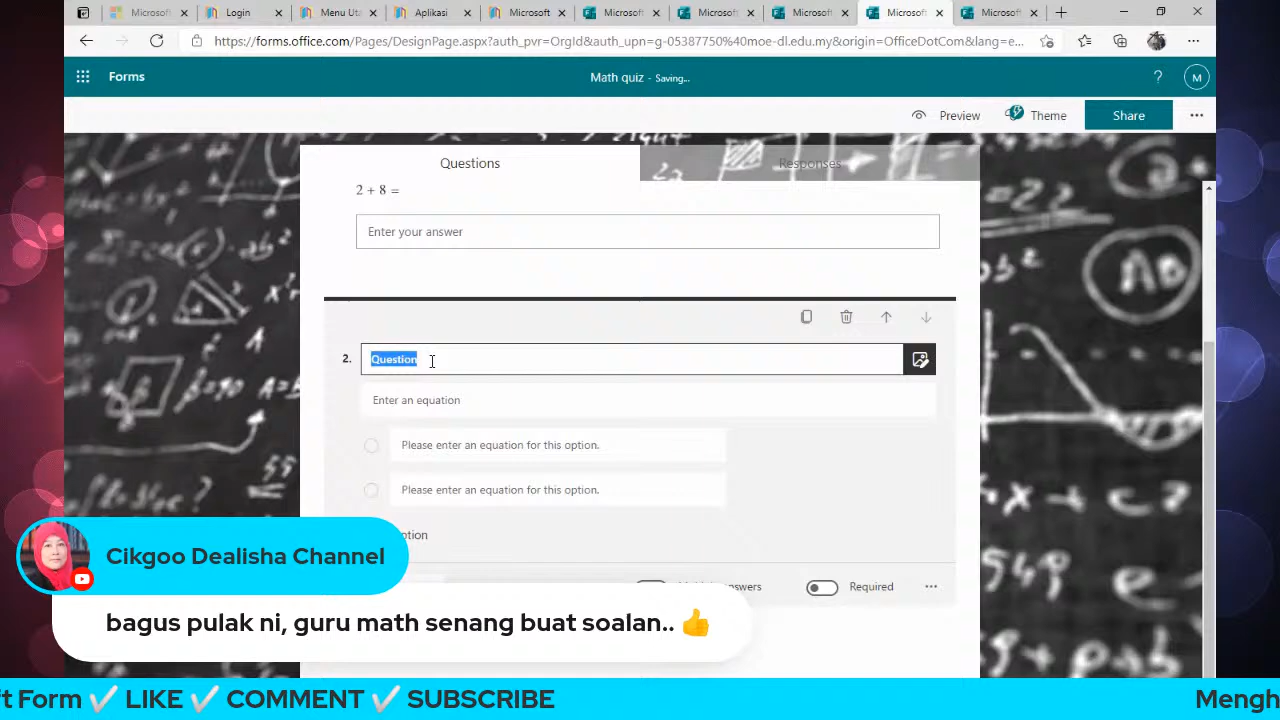 Microsoft
Login
Menu Uta
Aplikasi
Microsoft
Microsoft
Microsoft
Microsoft
Microsoft
Microsoft
https://forms.office.com/Pages/DesignPage.aspx?auth_pvr=OrgId&auth_upn=g-05387750%40moe-dl.edu.my&origin=OfficeDotCom&lang=e...
Forms
Math quiz - Saving...
?
M
Preview
Theme
Share
Questions
Responses
2 + 8 =
Enter your answer
2.
Question
Enter an equation
Please enter an equation for this option.
Please enter an equation for this option.
ption
Required
Cikgoo Dealisha Channel
bagus pulak ni, guru math senang buat soalan.. 👍
ft Form ✔ LIKE ✔ COMMENT ✔ SUBSCRIBE
Mengh